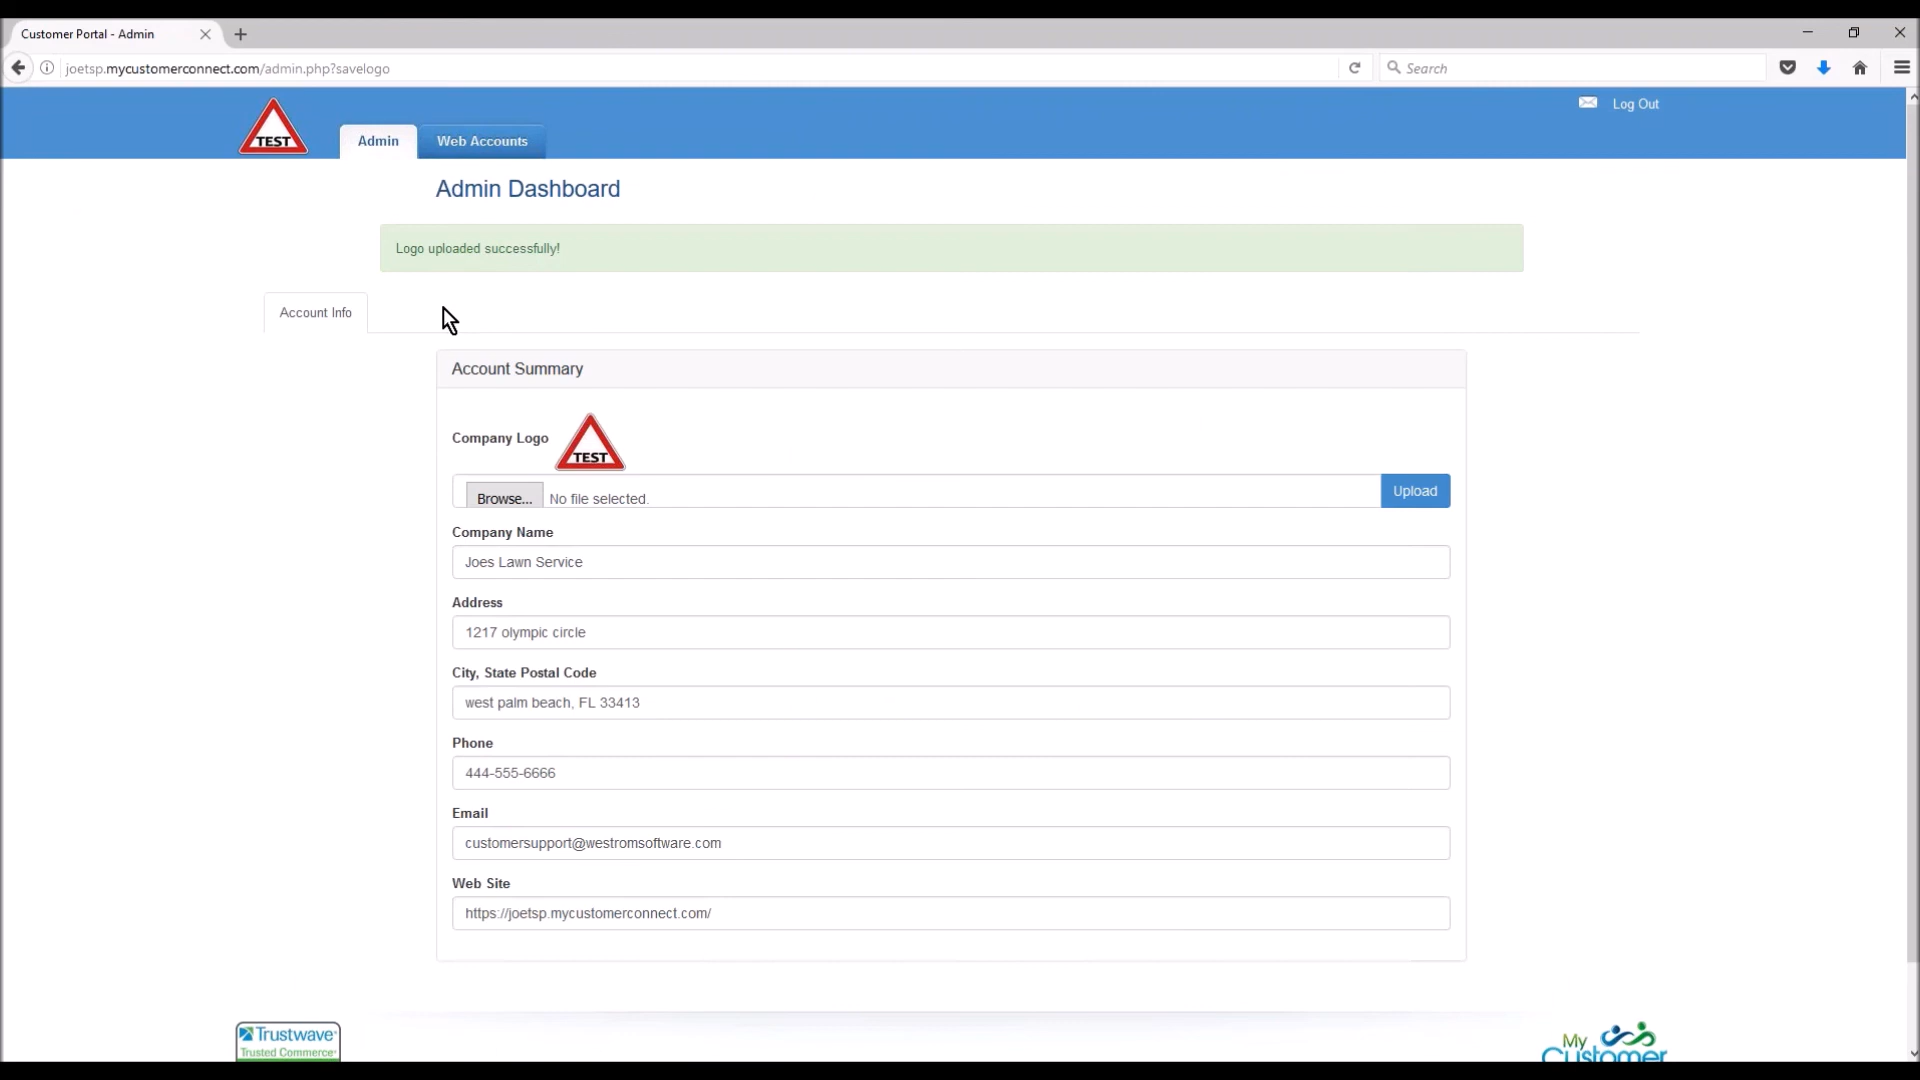 Customer Portal - Admin
joetsp.mycustomerconnect.com/admin.php?savelogo
Search
Log Out
TEST
Admin
Web Accounts
Admin Dashboard
Logo uploaded successfully!
Account Info
Account Summary
Company Logo
TEST
Browse...
No file selected.
Upload
Company Name
Joes Lawn Service
Address
1217 olympic circle
City, State Postal Code
west palm beach, FL 33413
Phone
444-555-6666
Email
customersupport@westromsoftware.com
Web Site
https://joetsp.mycustomerconnect.com/
Trustwave
Trusted Commerce
My
Customer